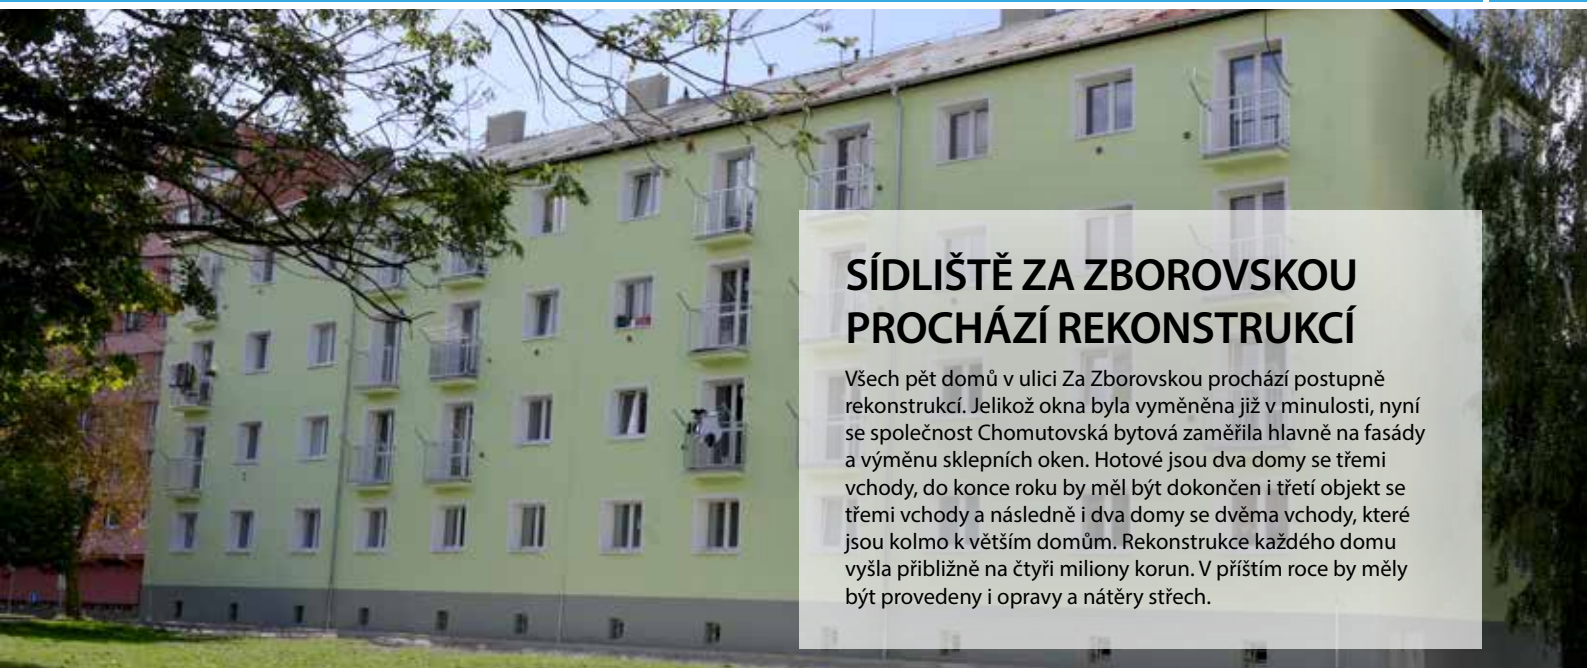 SÍDLIŠTĚ ZA ZBOROVSKOU
PROCHÁZÍ REKONSTRUKCÍ
Všech pět domů v ulici Za Zborovskou prochází postupně
rekonstrukcí. Jelikož okna byla vyměněna již v minulosti, nyní
se společnost Chomutovská bytová zaměřila hlavně na fasády
a výměnu sklepních oken. Hotové jsou dva domy se třemi
vchody, do konce roku by měl být dokončen i třetí objekt se
třemi vchody a následně i dva domy se dvěma vchody, které
jsou kolmo k větším domům. Rekonstrukce každého domu
vyšla přibližně na čtyři miliony korun. V příštím roce by měly
být provedeny i opravy a nátěry střech.